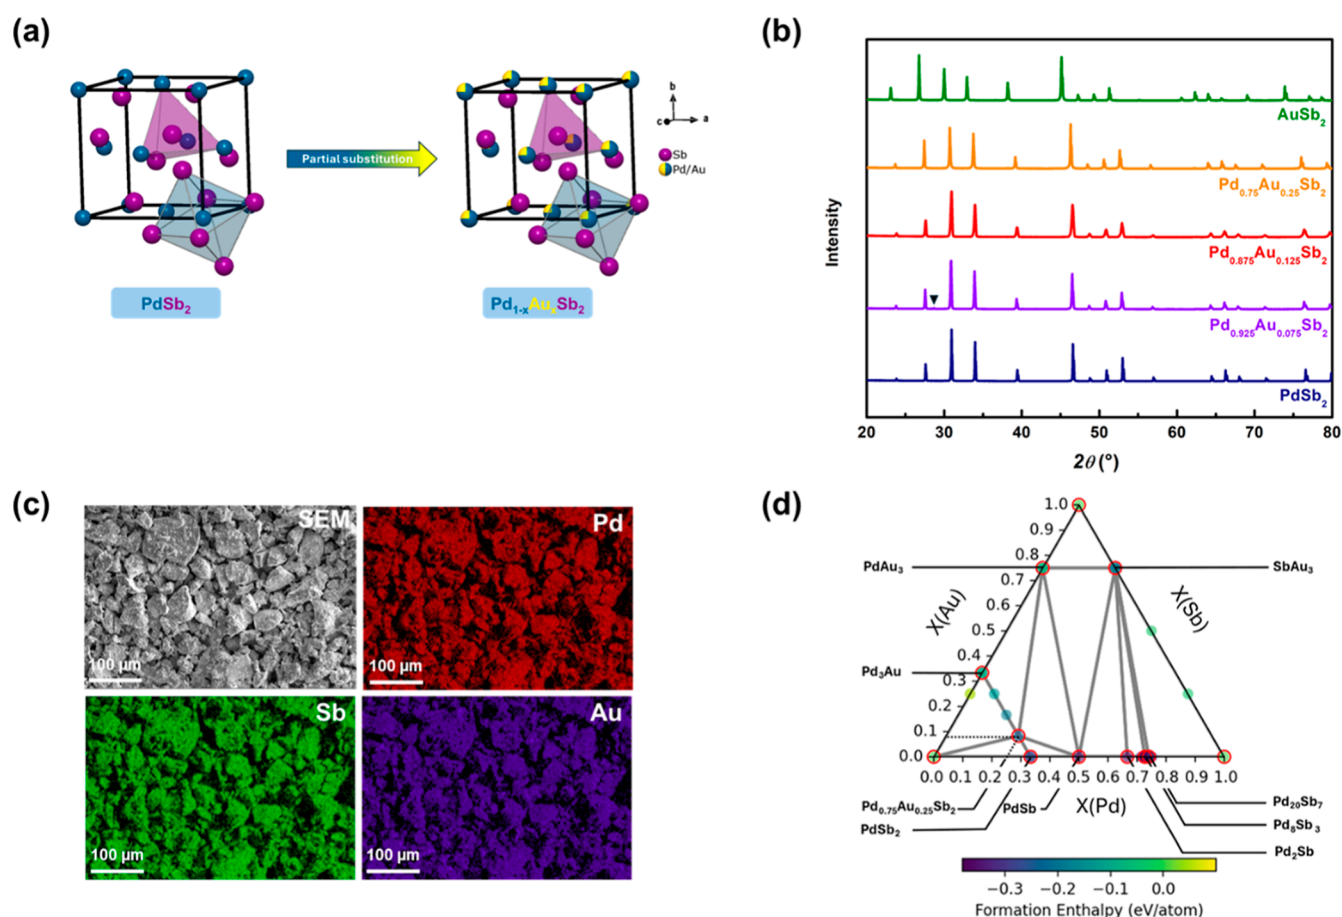 (a)
Partial substitution
b
c
a
Sb
Pd/Au
PdSb2
Pd1-xAuxSb2
(b)
Intensity
AuSb2
Pd0.75Au0.25Sb2
Pd0.875Au0.125Sb2
Pd0.925Au0.075Sb2
PdSb2
20 30 40 50 60 70 80
2θ (°)
(c)
SEM
100 µm
Pd
100 µm
Sb
100 µm
Au
100 µm
(d)
1.0
0.9
0.8
0.7
0.6
0.5
0.4
0.3
0.2
0.1
0.0
PdAu3
SbAu3
X(Au)
X(Sb)
Pd3Au
0.0 0.1 0.2 0.3 0.4 0.5 0.6 0.7 0.8 0.9 1.0
X(Pd)
Pd0.75Au0.25Sb2
PdSb
Pd20Sb7
PdSb2
Pd8Sb3
Pd2Sb
−0.3 −0.2 −0.1 0.0
Formation Enthalpy (eV/atom)